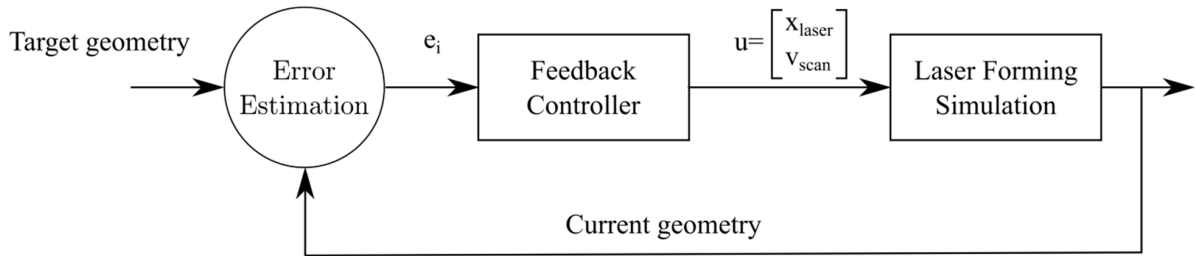 Target geometry
Error
Estimation
e_i
Feedback
Controller
u=[x_laser
v_scan]
Laser Forming
Simulation
Current geometry